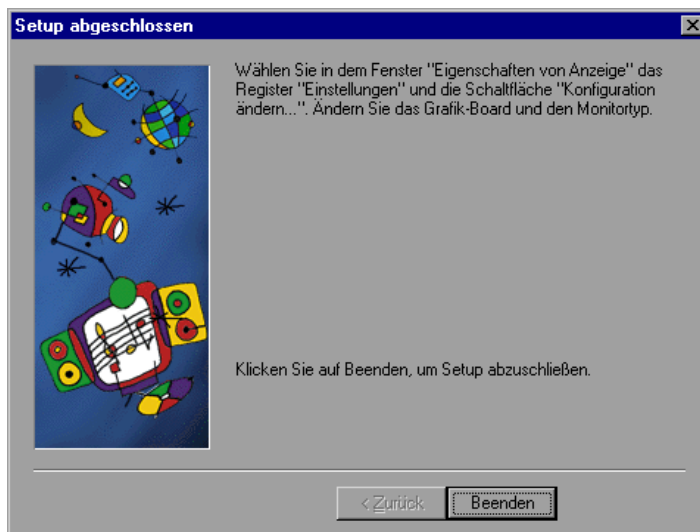 Setup abgeschlossen
Wählen Sie in dem Fenster "Eigenschaften von Anzeige" das
Register "Einstellungen" und die Schaltfläche "Konfiguration
ändern...". Ändern Sie das Grafik-Board und den Monitortyp.
Klicken Sie auf Beenden, um Setup abzuschließen.
< Zurück
Beenden